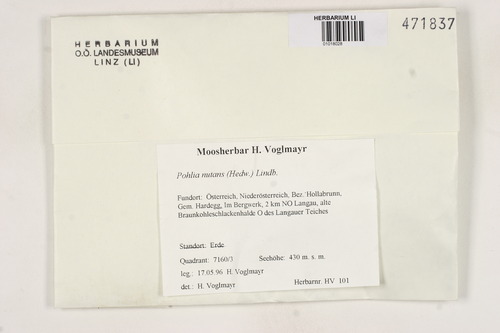 HERBARIUM
O.Ö. LANDESMUSEUM
LINZ (LI)
HERBARIUM LI
01018028
471837
Moosherbar H. Voglmayr
Pohlia nutans (Hedw.) Lindb.
Fundort: Österreich, Niederösterreich, Bez. Hollabrunn,
Gem. Hardegg, Im Bergwerk, 2 km NO Langau, alte
Braunkohleschlackenhalde O des Langauer Teiches
Standort: Erde
Quadrant: 7160/3 Seehöhe: 430 m. s. m.
leg.: 17.05.96 H. Voglmayr
det.: H. Voglmayr Herbarnr. HV 101